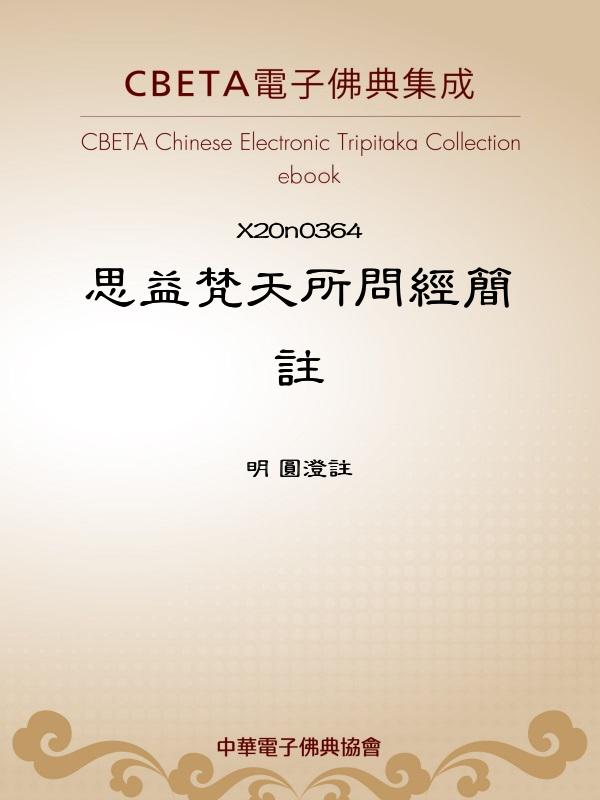 CBETA電子佛典集成
CBETA Chinese Electronic Tripitaka Collection
ebook
X20n0364
思益梵天所問經簡
註
明 圓澄註
中華電子佛典協會